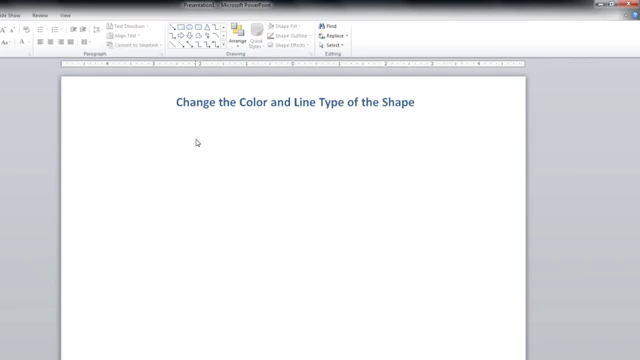 Presentation1 - Microsoft PowerPoint
Slide Show Review View
Text Direction
Align Text
Convert to SmartArt
Paragraph
Arrange
Quick Styles
Shape Fill
Shape Outline
Shape Effects
Drawing
Find
Replace
Select
Editing
Change the Color and Line Type of the Shape